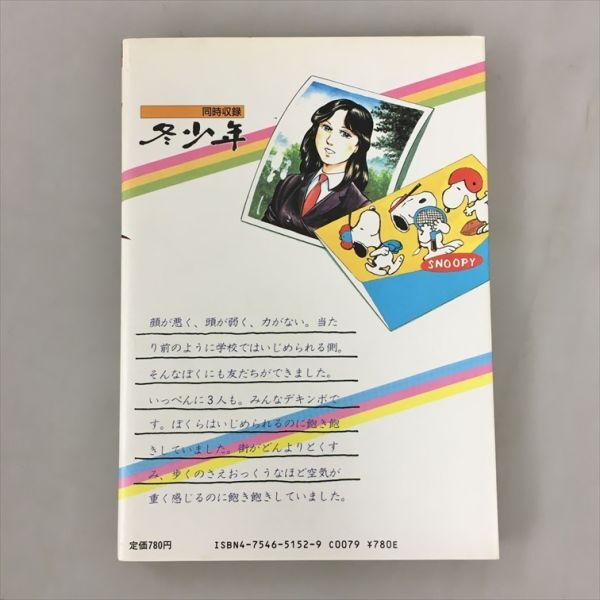 同時収録
冬少年
SNOOPY
顔が悪く、頭が弱く、力がない。当た
り前のように学校ではいじめられる側。
そんなぼくにも友だちができました。
いっぺんに3人も。みんなデキンボで
す。ぼくらはいじめられるのに飽き飽
きしていました。街がどんよりとくす
み、歩くのさえおっくうなほど空気が
重く感じるのに飽き飽きしていました。
定価780円
ISBN4-7546-5152-9 C0079 ¥780E